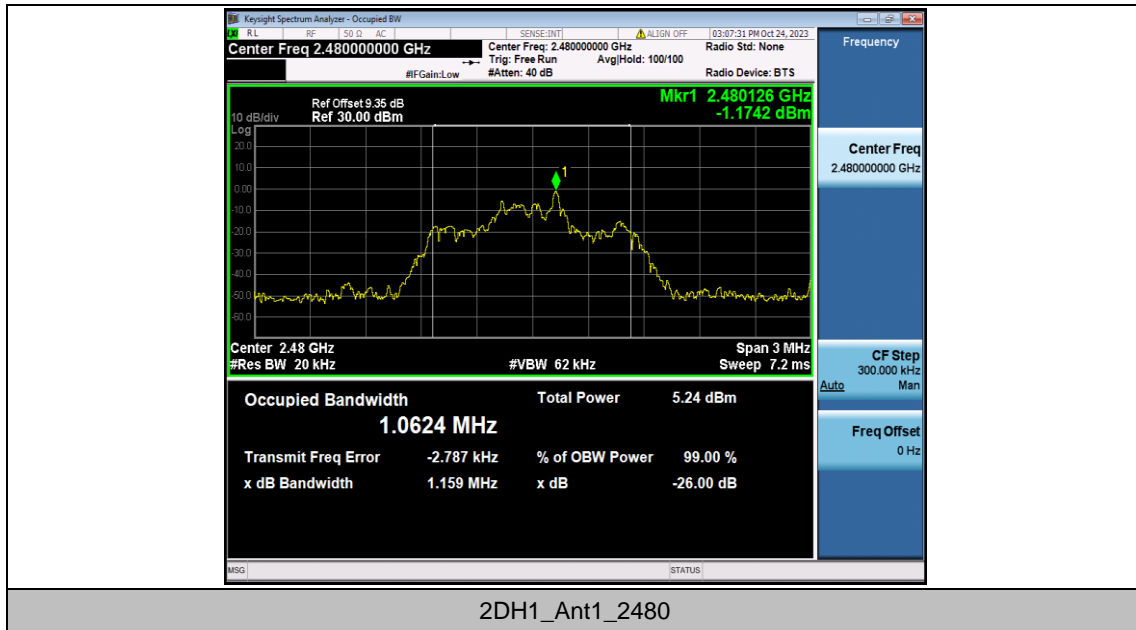 Keysight Spectrum Analyzer - Occupied BW
RL RF 50 Ω AC SENSE:INT ALIGN OFF 03:07:31 PM Oct 24, 2023
Center Freq 2.480000000 GHz Center Freq: 2.480000000 GHz Radio Std: None Frequency
Trig: Free Run Avg|Hold: 100/100
#IFGain:Low #Atten: 40 dB Radio Device: BTS
Mkr1 2.480126 GHz
Ref Offset 9.35 dB
10 dB/div Ref 30.00 dBm -1.1742 dBm
Log
20.0
10.0
0.00
-10.0
-20.0
-30.0
-40.0
-50.0
-60.0
1
Center Freq
2.480000000 GHz
Center 2.48 GHz Span 3 MHz
#Res BW 20 kHz #VBW 62 kHz Sweep 7.2 ms
CF Step
300.000 kHz
Auto Man
Occupied Bandwidth Total Power 5.24 dBm
1.0624 MHz
Freq Offset
0 Hz
Transmit Freq Error -2.787 kHz % of OBW Power 99.00 %
x dB Bandwidth 1.159 MHz x dB -26.00 dB
MSG STATUS
2DH1_Ant1_2480